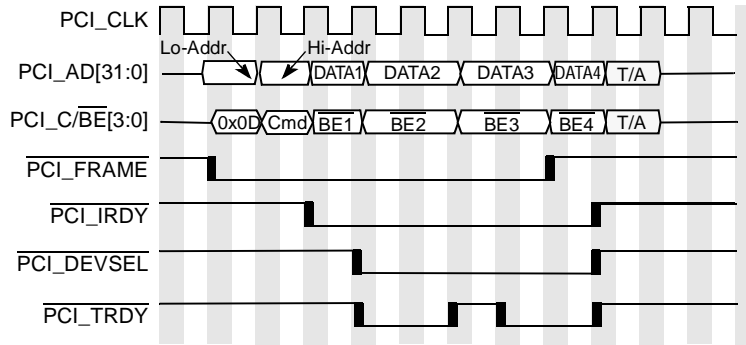 PCI_CLK
Lo-Addr Hi-Addr
PCI_AD[31:0] DATA1 DATA2 DATA3 DATA4 T/A
PCI_C/BE[3:0] 0x0D Cmd BE1 BE2 BE3 BE4 T/A
PCI_FRAME
PCI_IRDY
PCI_DEVSEL
PCI_TRDY